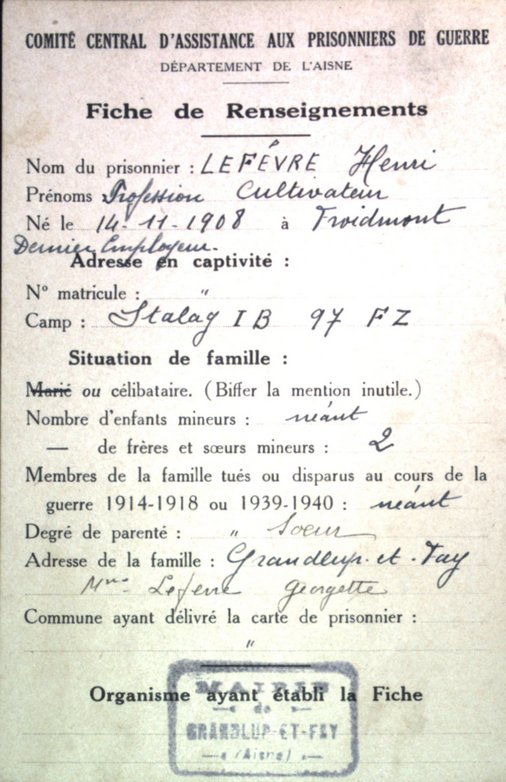 COMITÉ CENTRAL D'ASSISTANCE AUX PRISONNIERS DE GUERRE
DÉPARTEMENT DE L'AISNE
Fiche de Renseignements
Nom du prisonnier : LEFÉVRE Henri
Prénoms Profession Cultivateur
Né le 14-11-1908 à Froidmont
Dernier Employeur.
Adresse en captivité :
N° matricule : "
Camp : Stalag I B 97 FZ
Situation de famille :
Marié ou célibataire. (Biffer la mention inutile.)
Nombre d'enfants mineurs : néant
— de frères et sœurs mineurs : 2
Membres de la famille tués ou disparus au cours de la
guerre 1914-1918 ou 1939-1940 : néant
Degré de parenté : " Soeur
Adresse de la famille : Grandlup-et-Fay
Mme Lefevre Georgette
Commune ayant délivré la carte de prisonnier :
"
Organisme ayant établi la Fiche
MAIRIE
de
GRANDLUP-ET-FAY
(Aisne)